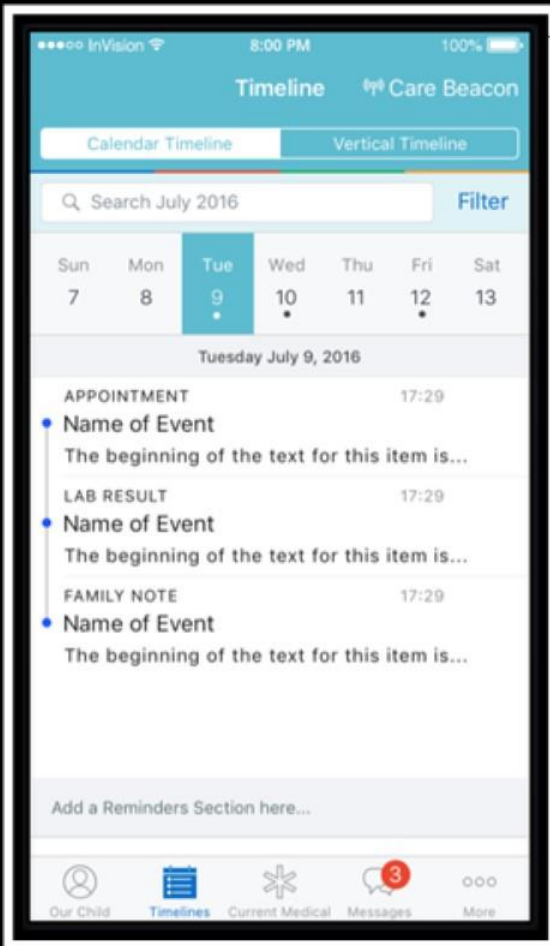 InVision 8:00 PM 100%
Timeline Care Beacon
Calendar Timeline Vertical Timeline
Search July 2016 Filter
Sun Mon Tue Wed Thu Fri Sat
7 8 9 10 11 12 13
Tuesday July 9, 2016
APPOINTMENT 17:29
Name of Event
The beginning of the text for this item is...
LAB RESULT 17:29
Name of Event
The beginning of the text for this item is...
FAMILY NOTE 17:29
Name of Event
The beginning of the text for this item is...
Add a Reminders Section here...
3
Our Child Timelines Current Medical Messages More